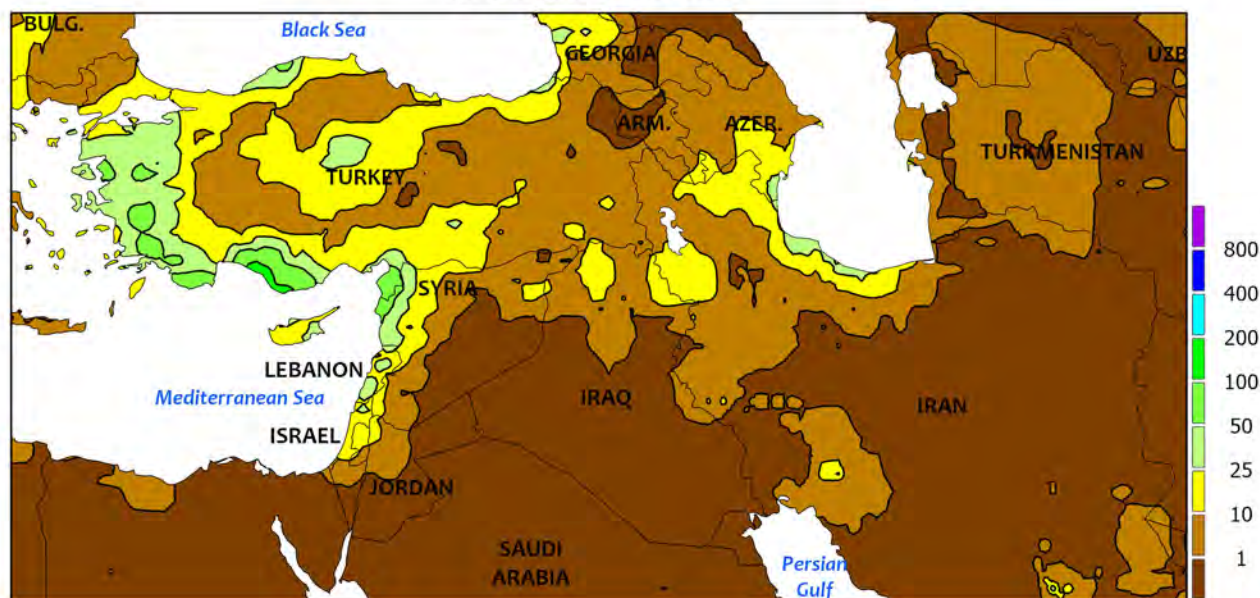 BULG.
Black Sea
GEORGIA
UZB
ARM.
AZER.
TURKMENISTAN
TURKEY
SYRIA
LEBANON
Mediterranean Sea
IRAQ
IRAN
ISRAEL
JORDAN
SAUDI
ARABIA
Persian
Gulf
800
400
200
100
50
25
10
1